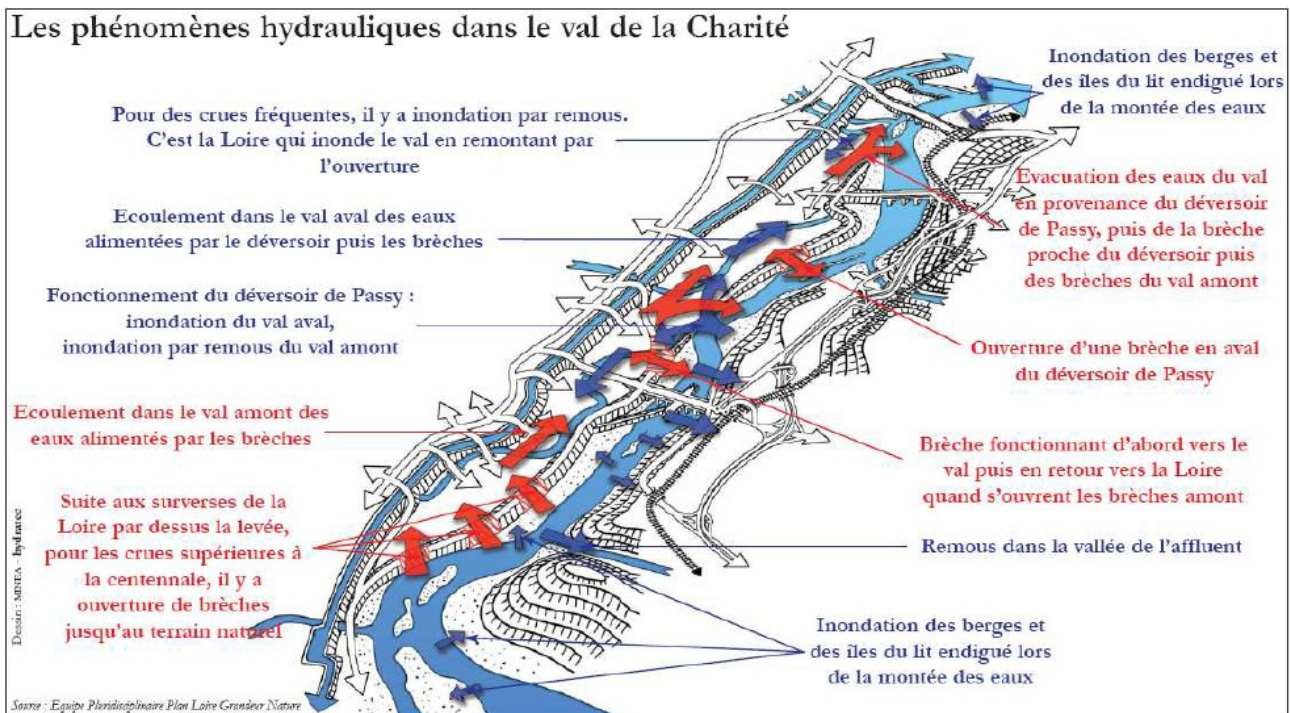 Les phénomènes hydrauliques dans le val de la Charité
Inondation des berges et
des îles du lit endigué lors
de la montée des eaux
Pour des crues fréquentes, il y a inondation par remous.
C'est la Loire qui inonde le val en remontant par
l'ouverture
Evacuation des eaux du val
en provenance du déversoir
de Passy, puis de la brèche
proche du déversoir puis
des brèches du val amont
Ecoulement dans le val aval des eaux
alimentées par le déversoir puis les brèches
Fonctionnement du déversoir de Passy :
inondation du val aval,
inondation par remous du val amont
Ouverture d'une brèche en aval
du déversoir de Passy
Ecoulement dans le val amont des
eaux alimentés par les brèches
Brèche fonctionnant d'abord vers le
val puis en retour vers la Loire
quand s'ouvrent les brèches amont
Suite aux surverses de la
Loire par dessus la levée,
pour les crues supérieures à
la centennale, il y a
ouverture de brèches
jusqu'au terrain naturel
Remous dans la vallée de l'affluent
Inondation des berges et
des îles du lit endigué lors
de la montée des eaux
Dessin : MINEA - hydratec
Source : Equipe Pluridisciplinaire Plan Loire Grandeur Nature